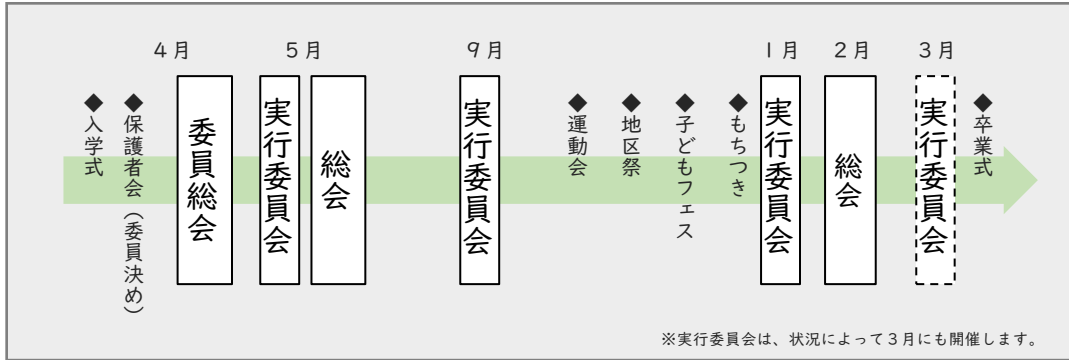 ４月
５月
９月
１月
２月
３月
◆入学式
◆保護者会（委員決め）
委員総会
実行委員会
総会
実行委員会
◆運動会
◆地区祭
◆子どもフェス
◆もちつき
実行委員会
総会
実行委員会
◆卒業式
※実行委員会は、状況によって３月にも開催します。